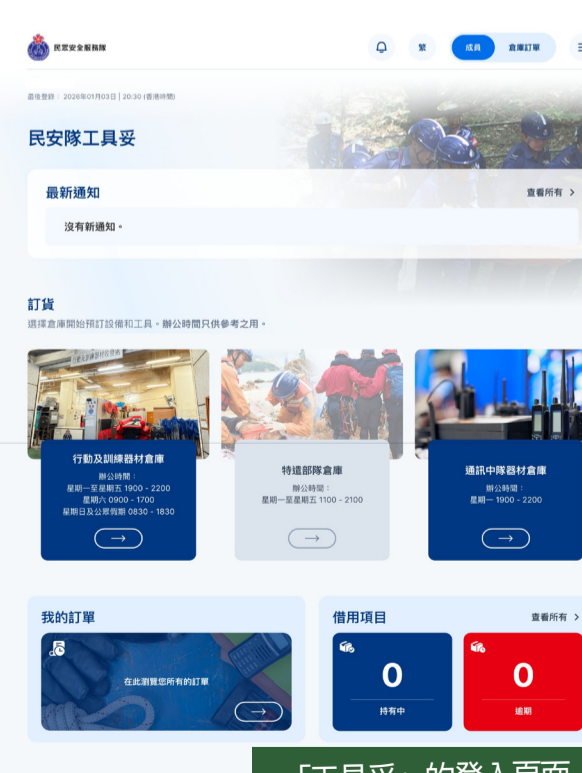 民眾安全服務隊
繁
成員
倉庫訂單
最後登錄： 2026年01月03日 | 20:30 (香港時間)
民安隊工具妥
最新通知
查看所有
沒有新通知。
訂貨
選擇倉庫開始預訂設備和工具。辦公時間只供參考之用。
行動及訓練器材倉庫
辦公時間：
星期一至星期五 1900 - 2200
星期六 0900 - 1700
星期日及公眾假期 0830 - 1830
特遣部隊倉庫
辦公時間：
星期一至星期五 1100 - 2100
通訊中隊器材倉庫
辦公時間：
星期一 1900 - 2200
我的訂單
在此瀏覽您所有的訂單
借用項目
查看所有
0
持有中
0
逾期
「工具妥」的登入頁面